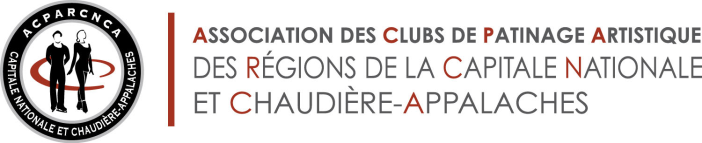 ACPARCNCA
CAPITALE NATIONALE ET CHAUDIÈRE-APPALACHES
ASSOCIATION DES CLUBS DE PATINAGE ARTISTIQUE
DES RÉGIONS DE LA CAPITALE NATIONALE
ET CHAUDIÈRE-APPALACHES